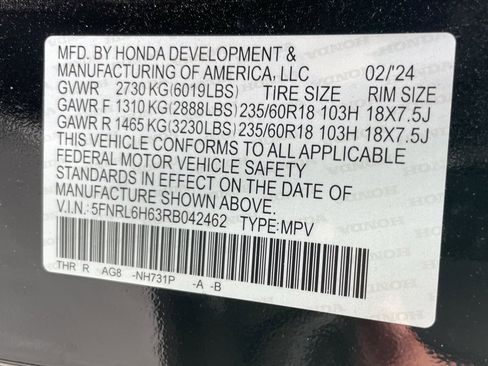 MFD. BY HONDA DEVELOPMENT &
MANUFACTURING OF AMERICA, LLC 02/'24
GVWR 2730 KG(6019LBS) TIRE SIZE RIM SIZE
GAWR F 1310 KG(2888LBS) 235/60R18 103H 18X7.5J
GAWR R 1465 KG(3230LBS) 235/60R18 103H 18X7.5J
THIS VEHICLE CONFORMS TO ALL APPLICABLE
FEDERAL MOTOR VEHICLE SAFETY
STANDARDS IN EFFECT ON THE DATE OF
MANUFACTURE SHOWN ABOVE.
V.I.N.: 5FNRL6H63RB042462 TYPE: MPV
THR R AG8 -NH731P -A -B